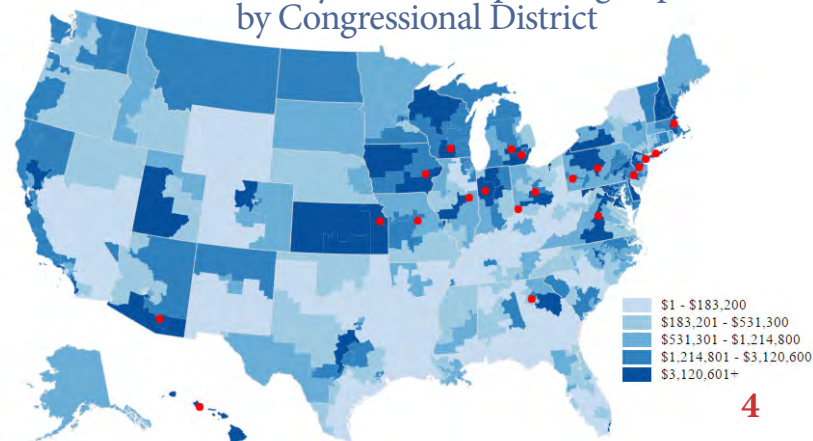 by Congressional District
$1 - $183,200
$183,201 - $531,300
$531,301 - $1,214,800
$1,214,801 - $3,120,600
$3,120,601+
4